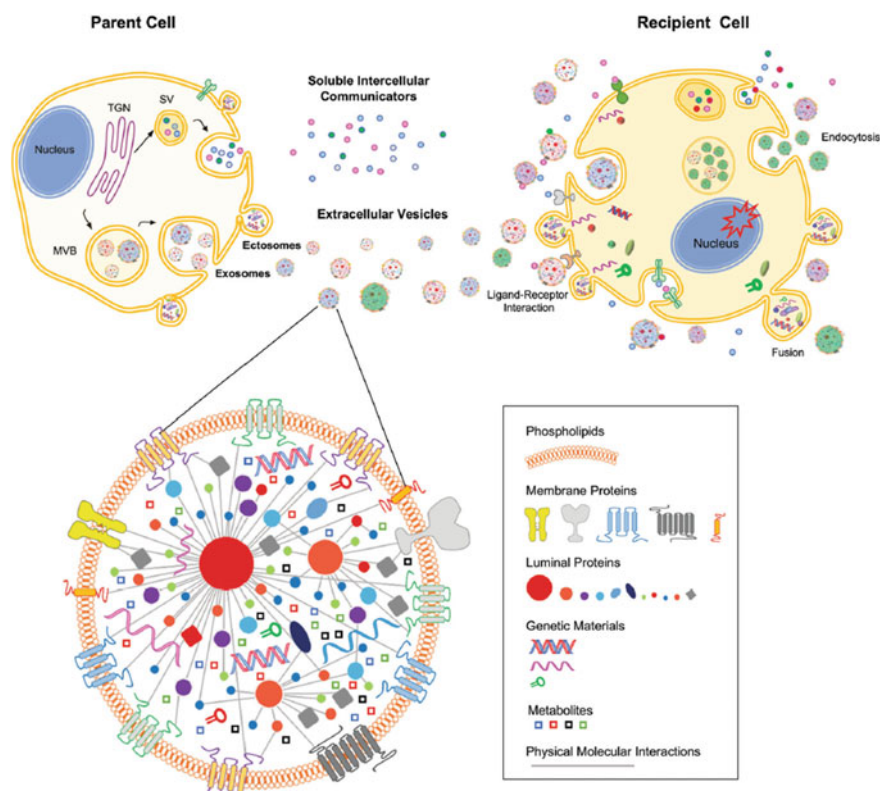 Parent Cell
Recipient Cell
Soluble Intercellular
Communicators
TGN
SV
Nucleus
Endocytosis
Extracellular Vesicles
MVB
Ectosomes
Exosomes
Nucleus
Ligand-Receptor
Interaction
Fusion
Phospholipids
Membrane Proteins
Luminal Proteins
Genetic Materials
Metabolites
Physical Molecular Interactions